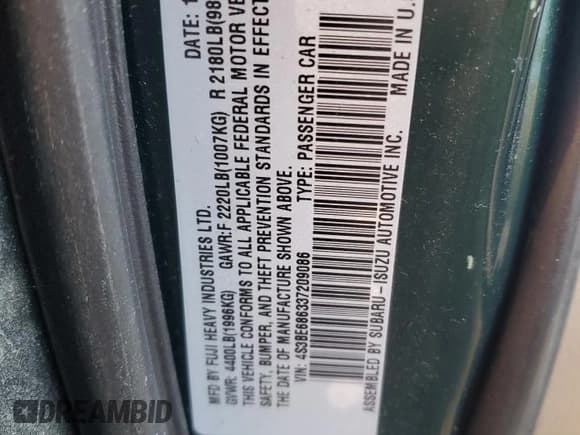 MFD BY FUJI HEAVY INDUSTRIES LTD. DATE: 1
GVWR: 4400LB(1996KG) GAWR:F 2220LB(1007KG) R 2180LB(98
THIS VEHICLE CONFORMS TO ALL APPLICABLE FEDERAL MOTOR VE
SAFETY, BUMPER, AND THEFT PREVENTION STANDARDS IN EFFECT
THE DATE OF MANUFACTURE SHOWN ABOVE.
VIN: 4S3BE686337209086 TYPE: PASSENGER CAR
ASSEMBLED BY SUBARU-ISUZU AUTOMOTIVE INC. MADE IN U.
DREAMBID